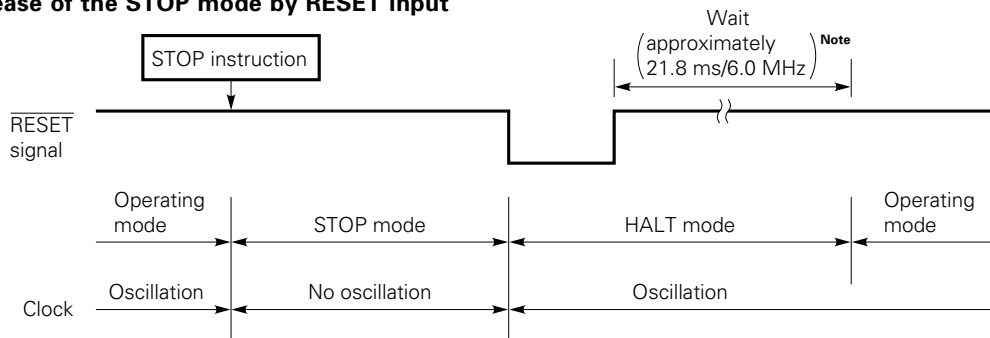 ease of the STOP mode by RESET input
Wait
(approximately
21.8 ms/6.0 MHz) Note
STOP instruction
RESET
signal
Operating
mode
STOP mode
HALT mode
Operating
mode
Clock
Oscillation
No oscillation
Oscillation